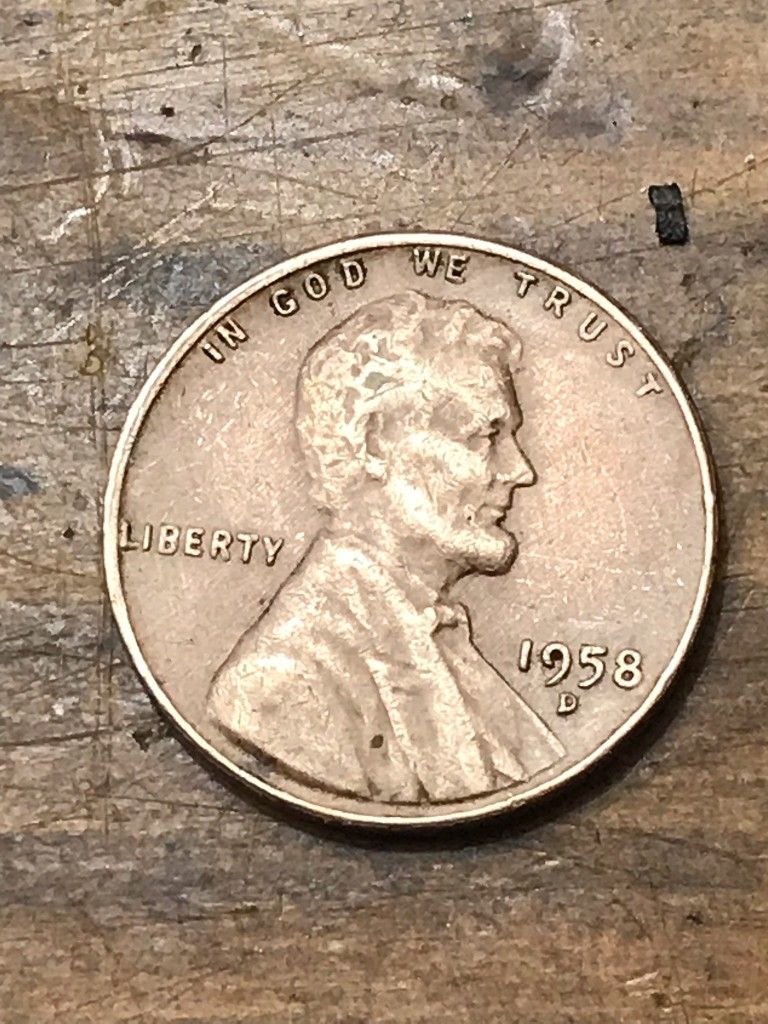 IN GOD WE TRUST
LIBERTY
1958
D